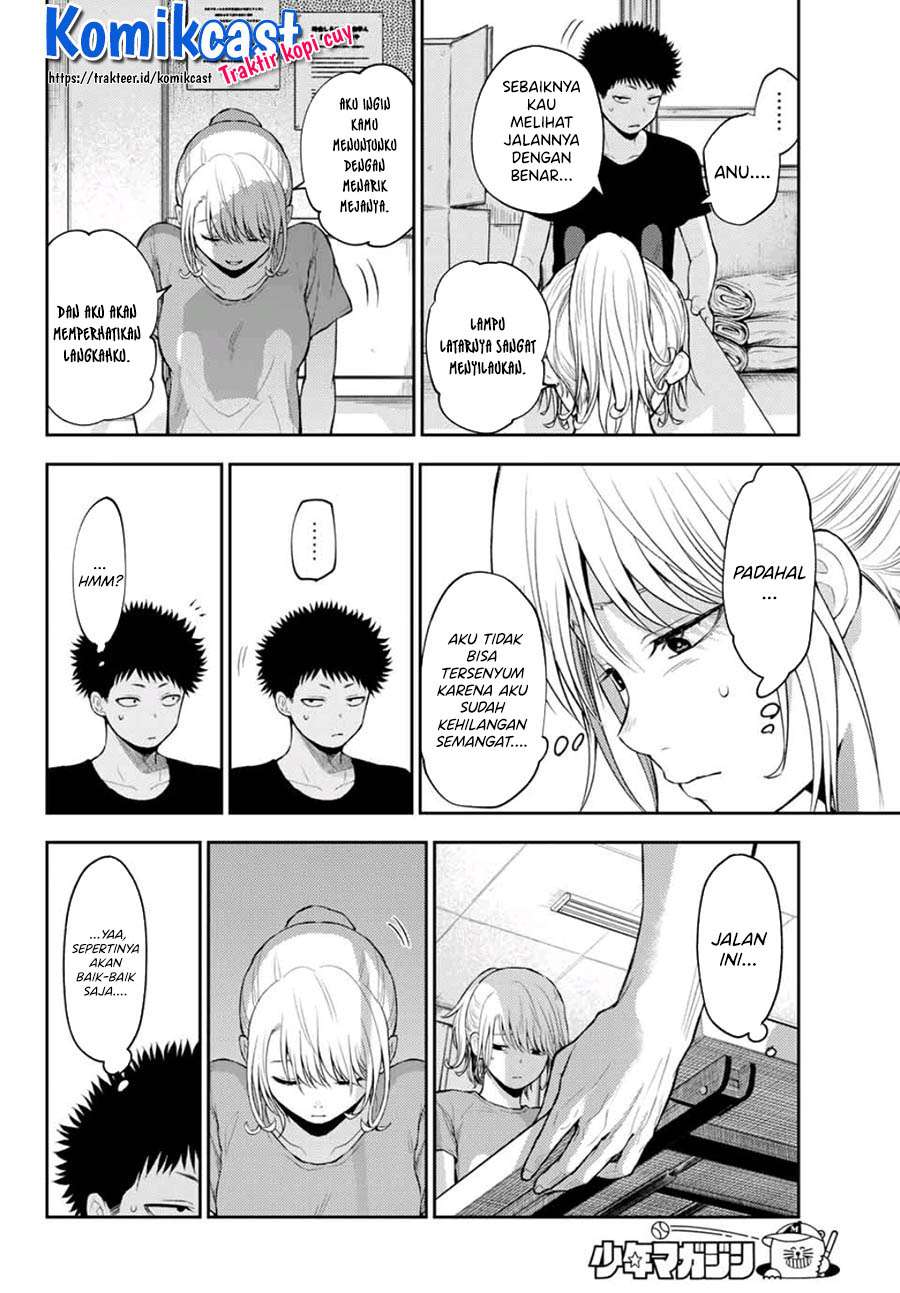 Komikcast
https://trakteer.id/komikcast
Traktir kopi cuy
.....
ANU....
SEBAIKNYA
KAU
MELIHAT
JALANNYA
DENGAN
BENAR...
LAMPU
LATARNYA SANGAT
MENYILAUKAN.
AKU INGIN
KAMU
MENUNTUNKU
DENGAN
MENARIK
MEJANYA.
DAN AKU AKAN
MEMPERHATIKAN
LANGKAHKU.
PADAHAL
...
AKU TIDAK
BISA
TERSENYUM
KARENA AKU
SUDAH
KEHILANGAN
SEMANGAT....
......
...
HMM?
JALAN
INI...
...YAA,
SEPERTINYA
AKAN
BAIK-BAIK
SAJA....
少年マガジン